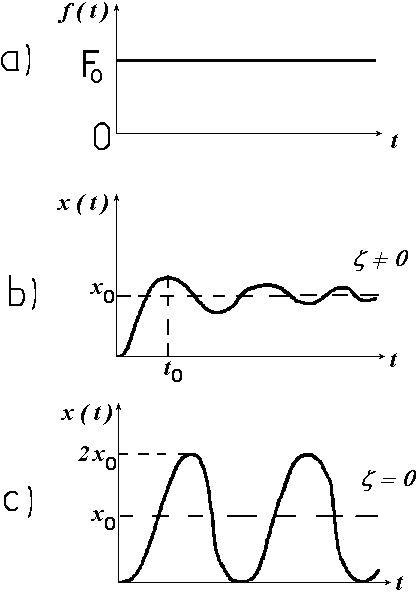 f(t)
a) F₀
0 t
x(t)
ζ ≠ 0
b) x₀
t₀ t
x(t)
2x₀
ζ = 0
c) x₀
t